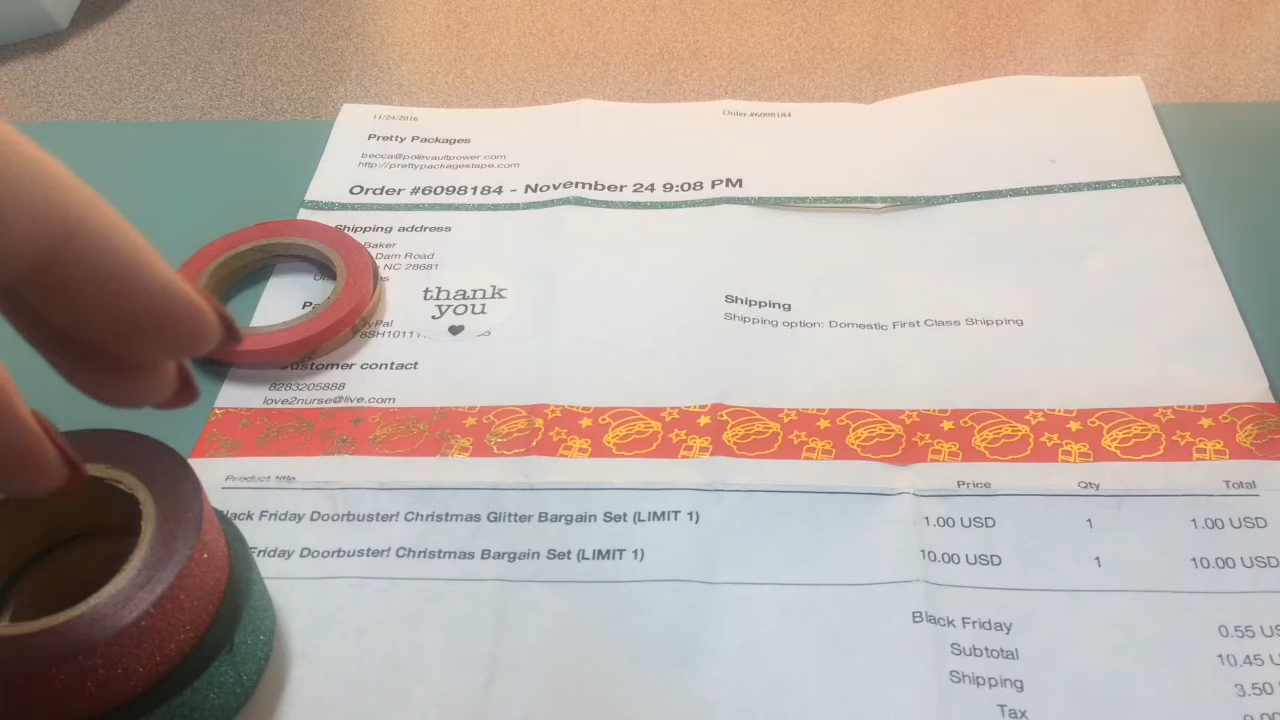 11/24/2016
Order #6098184
Pretty Packages
becca@polevaultpower.com
http://prettypackagestape.com
Order #6098184 - November 24 9:08 PM
Shipping address
Baker
Dam Road
NC 28681
thank
you
Shipping
Shipping option: Domestic First Class Shipping
8SH1011
Customer contact
8283205888
love2nurse@live.com
Product title Price Qty Total
Black Friday Doorbuster! Christmas Glitter Bargain Set (LIMIT 1) 1.00 USD 1 1.00 USD
Friday Doorbuster! Christmas Bargain Set (LIMIT 1) 10.00 USD 1 10.00 USD
Black Friday 0.55 US
Subtotal 10.45 U
Shipping 3.50
Tax